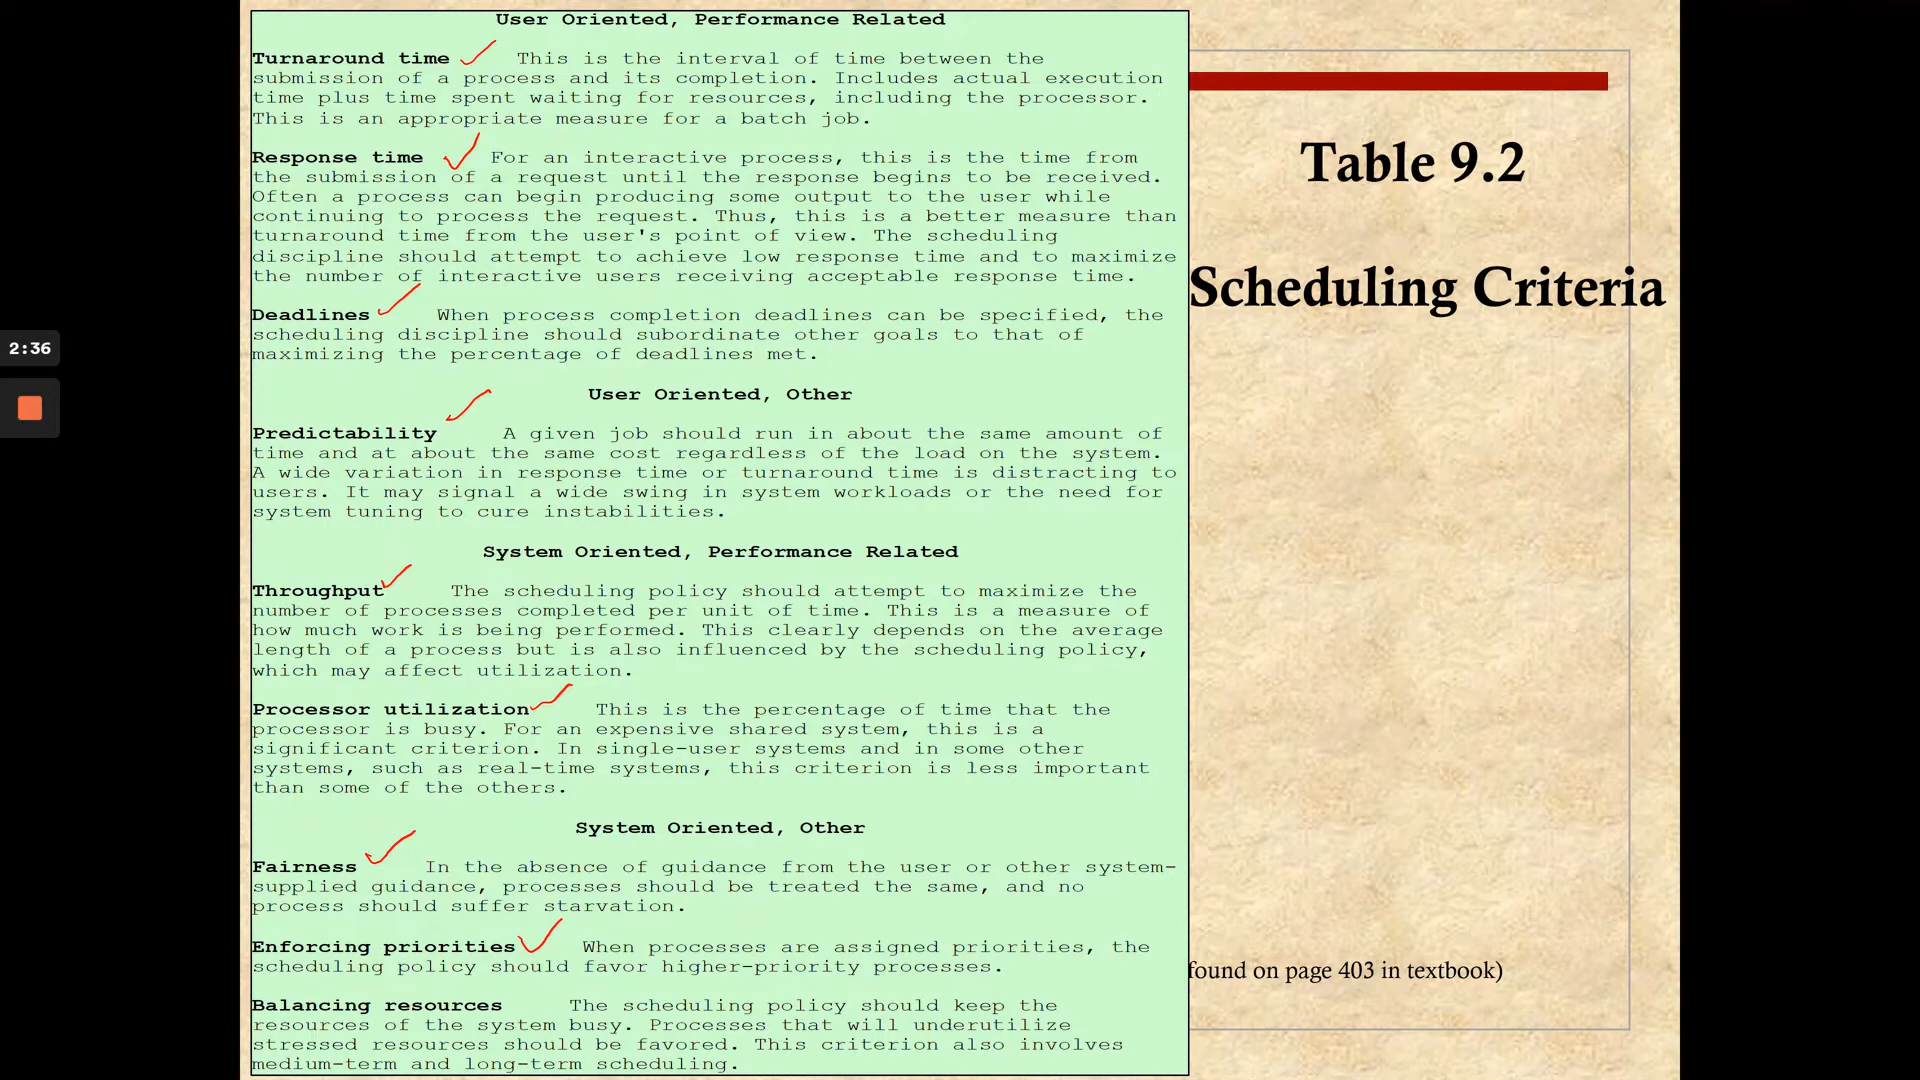 User Oriented, Performance Related
Turnaround time This is the interval of time between the
submission of a process and its completion. Includes actual execution
time plus time spent waiting for resources, including the processor.
This is an appropriate measure for a batch job.
Response time For an interactive process, this is the time from
the submission of a request until the response begins to be received.
Often a process can begin producing some output to the user while
continuing to process the request. Thus, this is a better measure than
turnaround time from the user's point of view. The scheduling
discipline should attempt to achieve low response time and to maximize
the number of interactive users receiving acceptable response time.
Deadlines When process completion deadlines can be specified, the
scheduling discipline should subordinate other goals to that of
maximizing the percentage of deadlines met.
User Oriented, Other
Predictability A given job should run in about the same amount of
time and at about the same cost regardless of the load on the system.
A wide variation in response time or turnaround time is distracting to
users. It may signal a wide swing in system workloads or the need for
system tuning to cure instabilities.
System Oriented, Performance Related
Throughput The scheduling policy should attempt to maximize the
number of processes completed per unit of time. This is a measure of
how much work is being performed. This clearly depends on the average
length of a process but is also influenced by the scheduling policy,
which may affect utilization.
Processor utilization This is the percentage of time that the
processor is busy. For an expensive shared system, this is a
significant criterion. In single-user systems and in some other
systems, such as real-time systems, this criterion is less important
than some of the others.
System Oriented, Other
Fairness In the absence of guidance from the user or other system-
supplied guidance, processes should be treated the same, and no
process should suffer starvation.
Enforcing priorities When processes are assigned priorities, the
scheduling policy should favor higher-priority processes.
Balancing resources The scheduling policy should keep the
resources of the system busy. Processes that will underutilize
stressed resources should be favored. This criterion also involves
medium-term and long-term scheduling.
Table 9.2
Scheduling Criteria
found on page 403 in textbook)
2:36